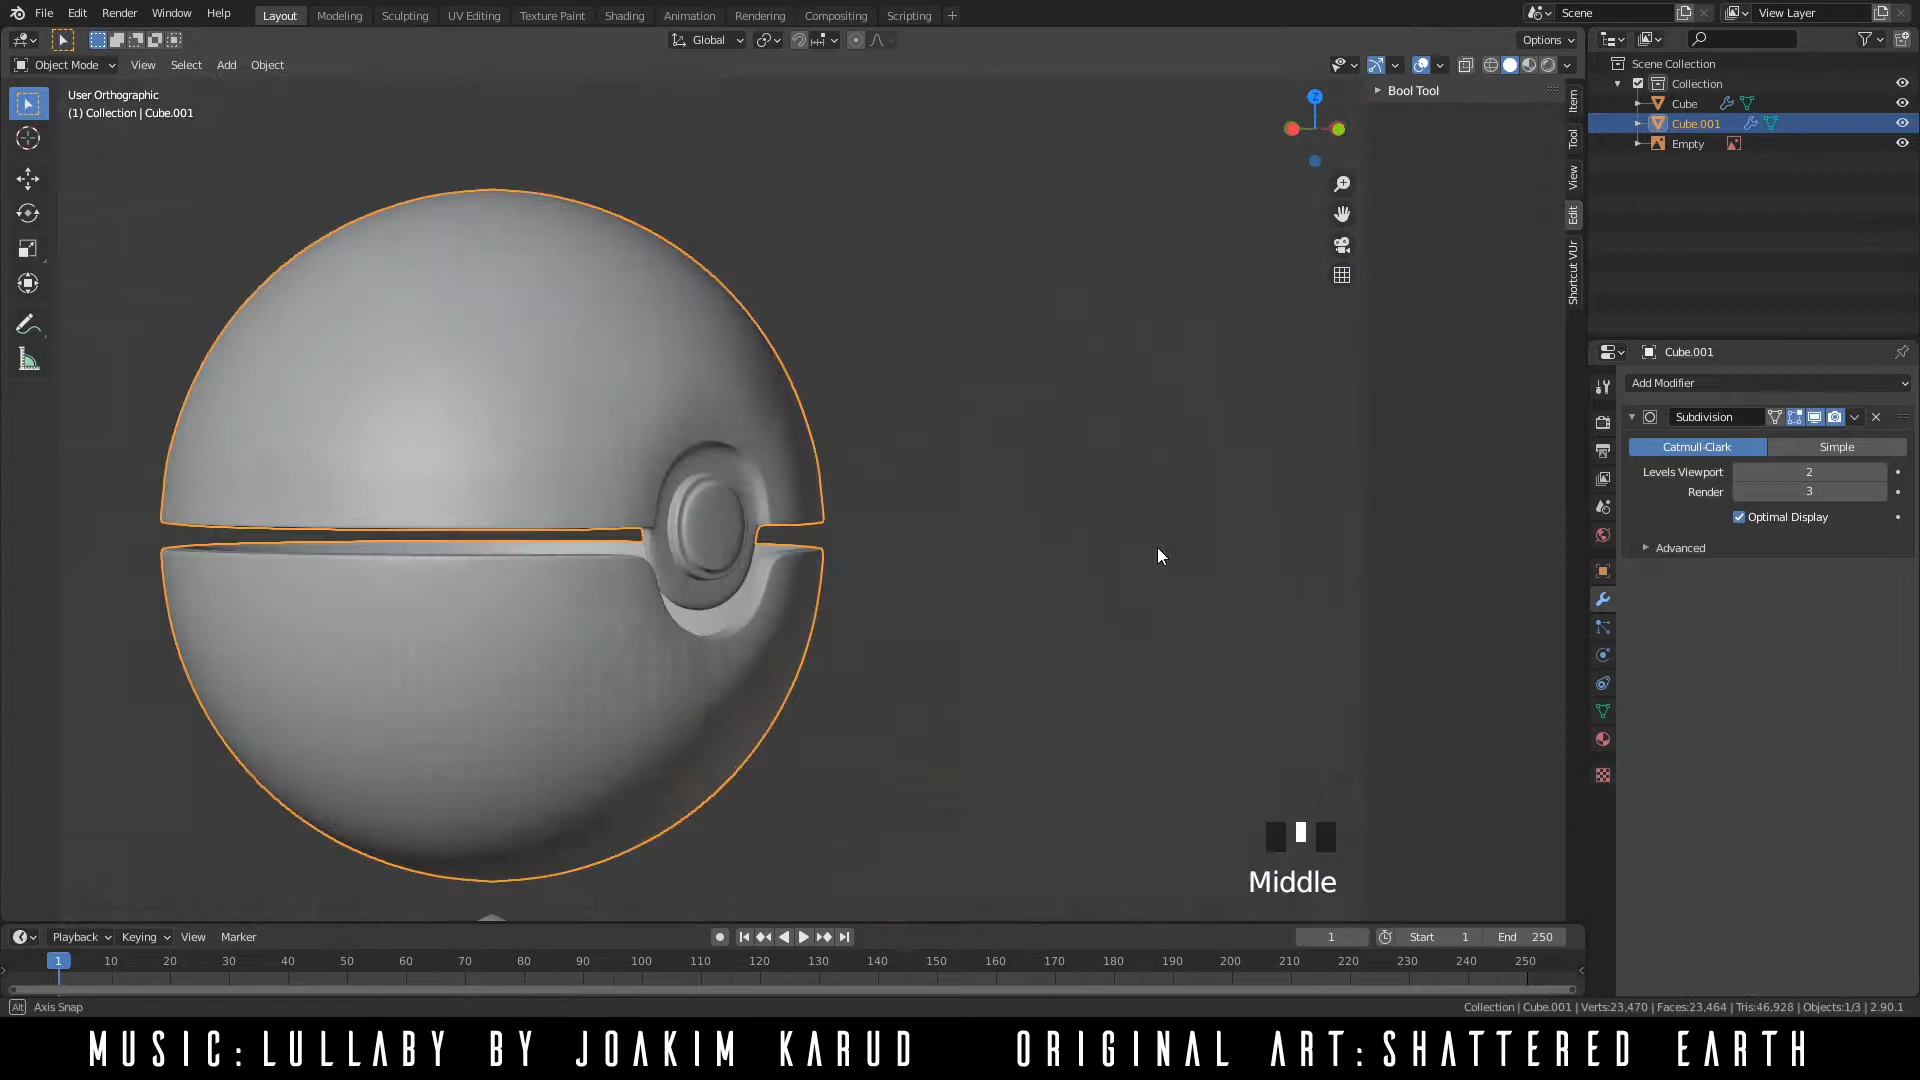 File Edit Render Window Help Layout Modeling Sculpting UV Editing Texture Paint Shading Animation Rendering Compositing Scripting + Scene View Layer
Global Options
Object Mode View Select Add Object
User Orthographic
(1) Collection | Cube.001
Z
Bool Tool
Item
Tool
View
Edit
Shortcut VUr
Scene Collection
Collection
Cube
Cube.001
Empty
Cube.001
Add Modifier
Subdivision
Catmull-Clark Simple
Levels Viewport 2
Render 3
Optimal Display
Advanced
Middle
Playback Keying View Marker 1 Start 1 End 250
1 10 20 30 40 50 60 70 80 90 100 110 120 130 140 150 160 170 180 190 200 210 220 230 240 250
Alt Axis Snap Collection | Cube.001 | Verts:23,470 | Faces:23,464 | Tris:46,928 | Objects:1/3 | 2.90.1
MUSIC:LULLABY BY JOAKIM KARUD ORIGINAL ART:SHATTERED EARTH